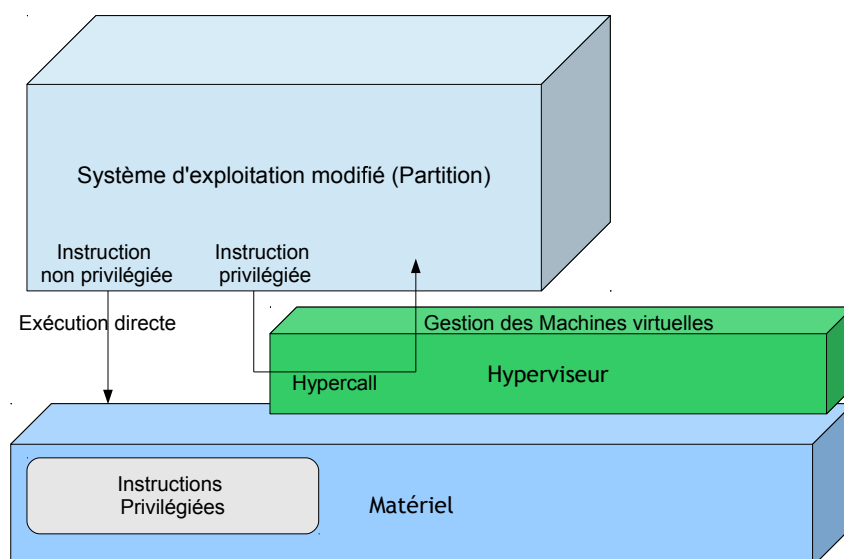 Système d'exploitation modifié (Partition)
Instruction
non privilégiée
Instruction
privilégiée
Exécution directe
Gestion des Machines virtuelles
Hypercall
Hyperviseur
Instructions
Privilégiées
Matériel